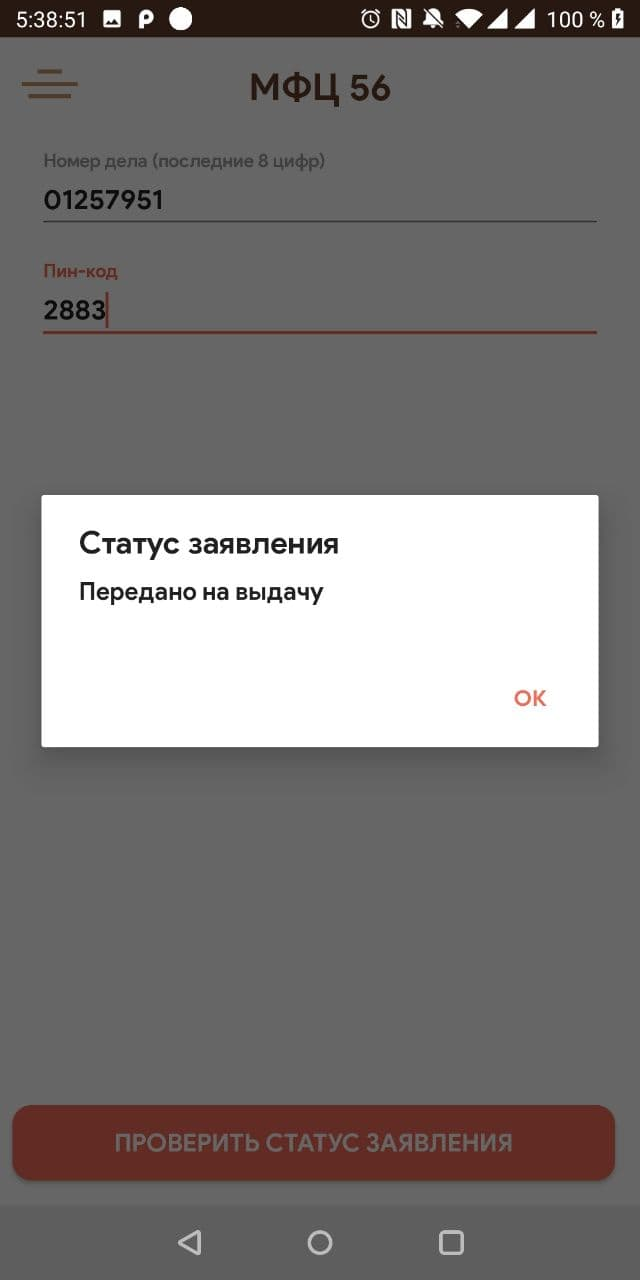 5:38:51
100 %
МФЦ 56
Номер дела (последние 8 цифр)
01257951
Пин-код
2883
Статус заявления
Передано на выдачу
ОК
ПРОВЕРИТЬ СТАТУС ЗАЯВЛЕНИЯ